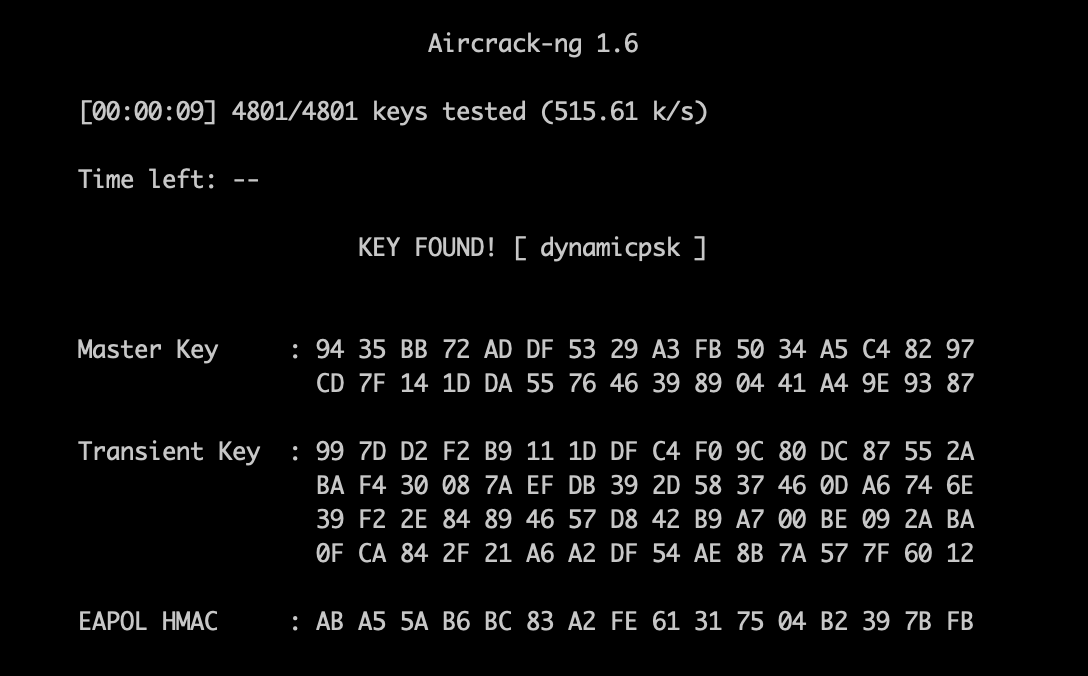 Aircrack-ng 1.6
[00:00:09] 4801/4801 keys tested (515.61 k/s)
Time left: --
KEY FOUND! [ dynamicpsk ]
Master Key     : 94 35 BB 72 AD DF 53 29 A3 FB 50 34 A5 C4 82 97
CD 7F 14 1D DA 55 76 46 39 89 04 41 A4 9E 93 87
Transient Key  : 99 7D D2 F2 B9 11 1D DF C4 F0 9C 80 DC 87 55 2A
BA F4 30 08 7A EF DB 39 2D 58 37 46 0D A6 74 6E
39 F2 2E 84 89 46 57 D8 42 B9 A7 00 BE 09 2A BA
0F CA 84 2F 21 A6 A2 DF 54 AE 8B 7A 57 7F 60 12
EAPOL HMAC     : AB A5 5A B6 BC 83 A2 FE 61 31 75 04 B2 39 7B FB